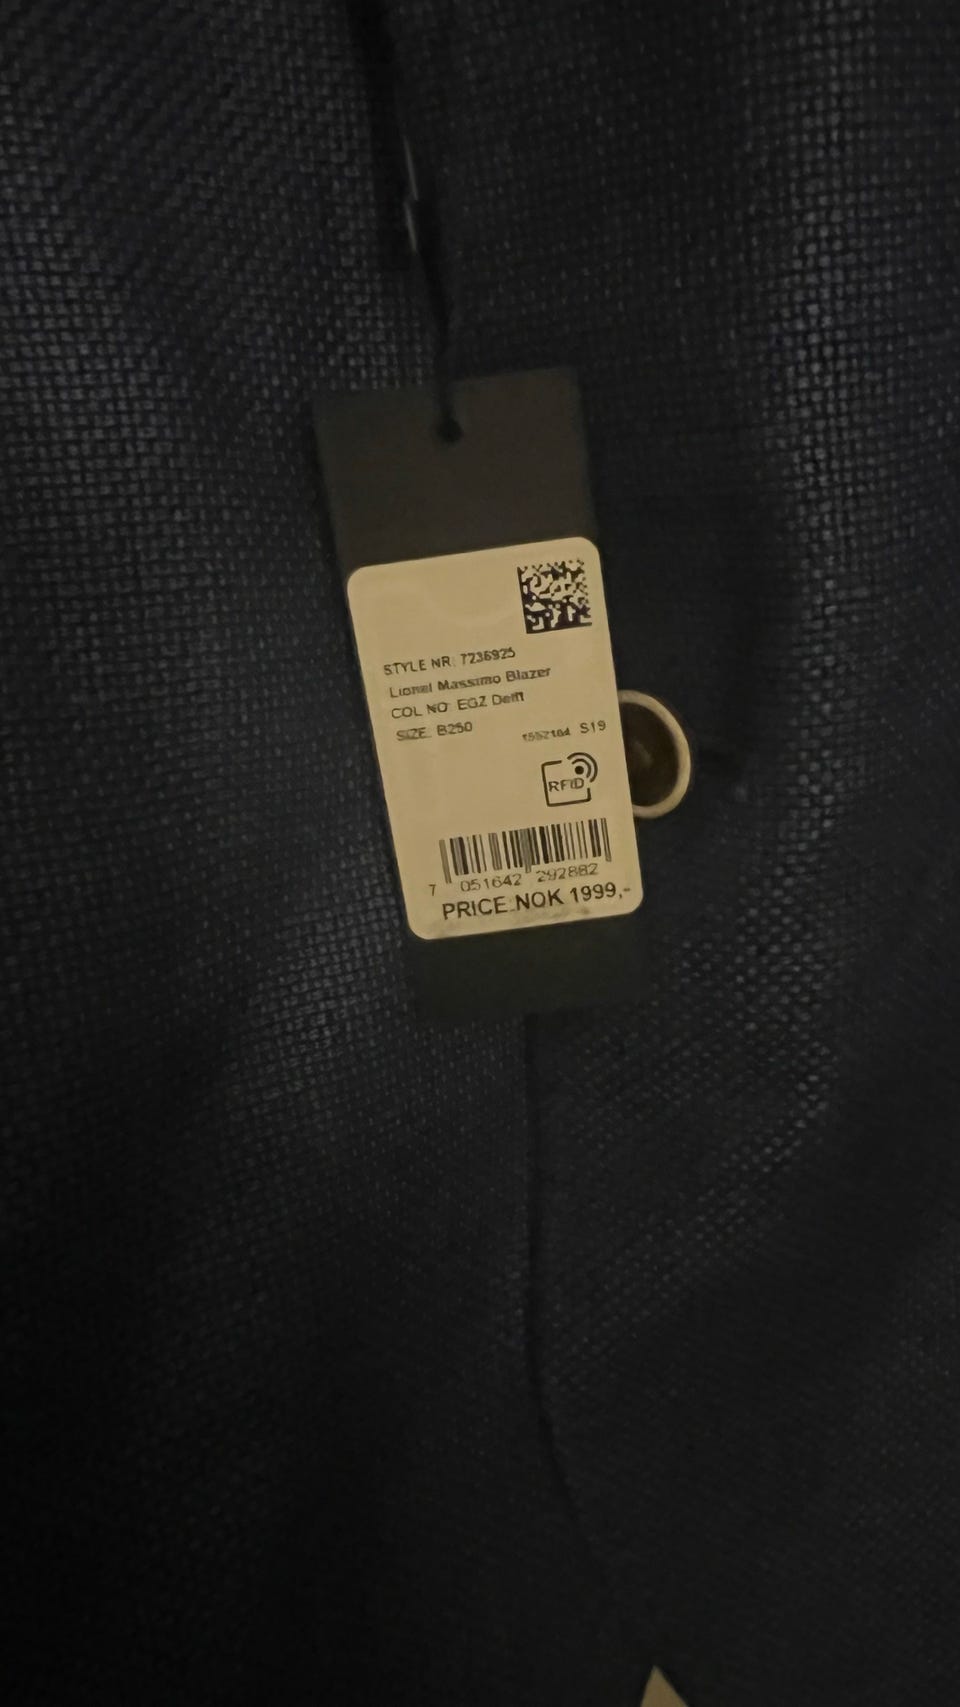 STYLE NR: 7236925
Lionel Massimo Blazer
COL NO: EGZ Delft
SIZE: B250
S19
RFID
7 051642 292882
PRICE:NOK 1999,-